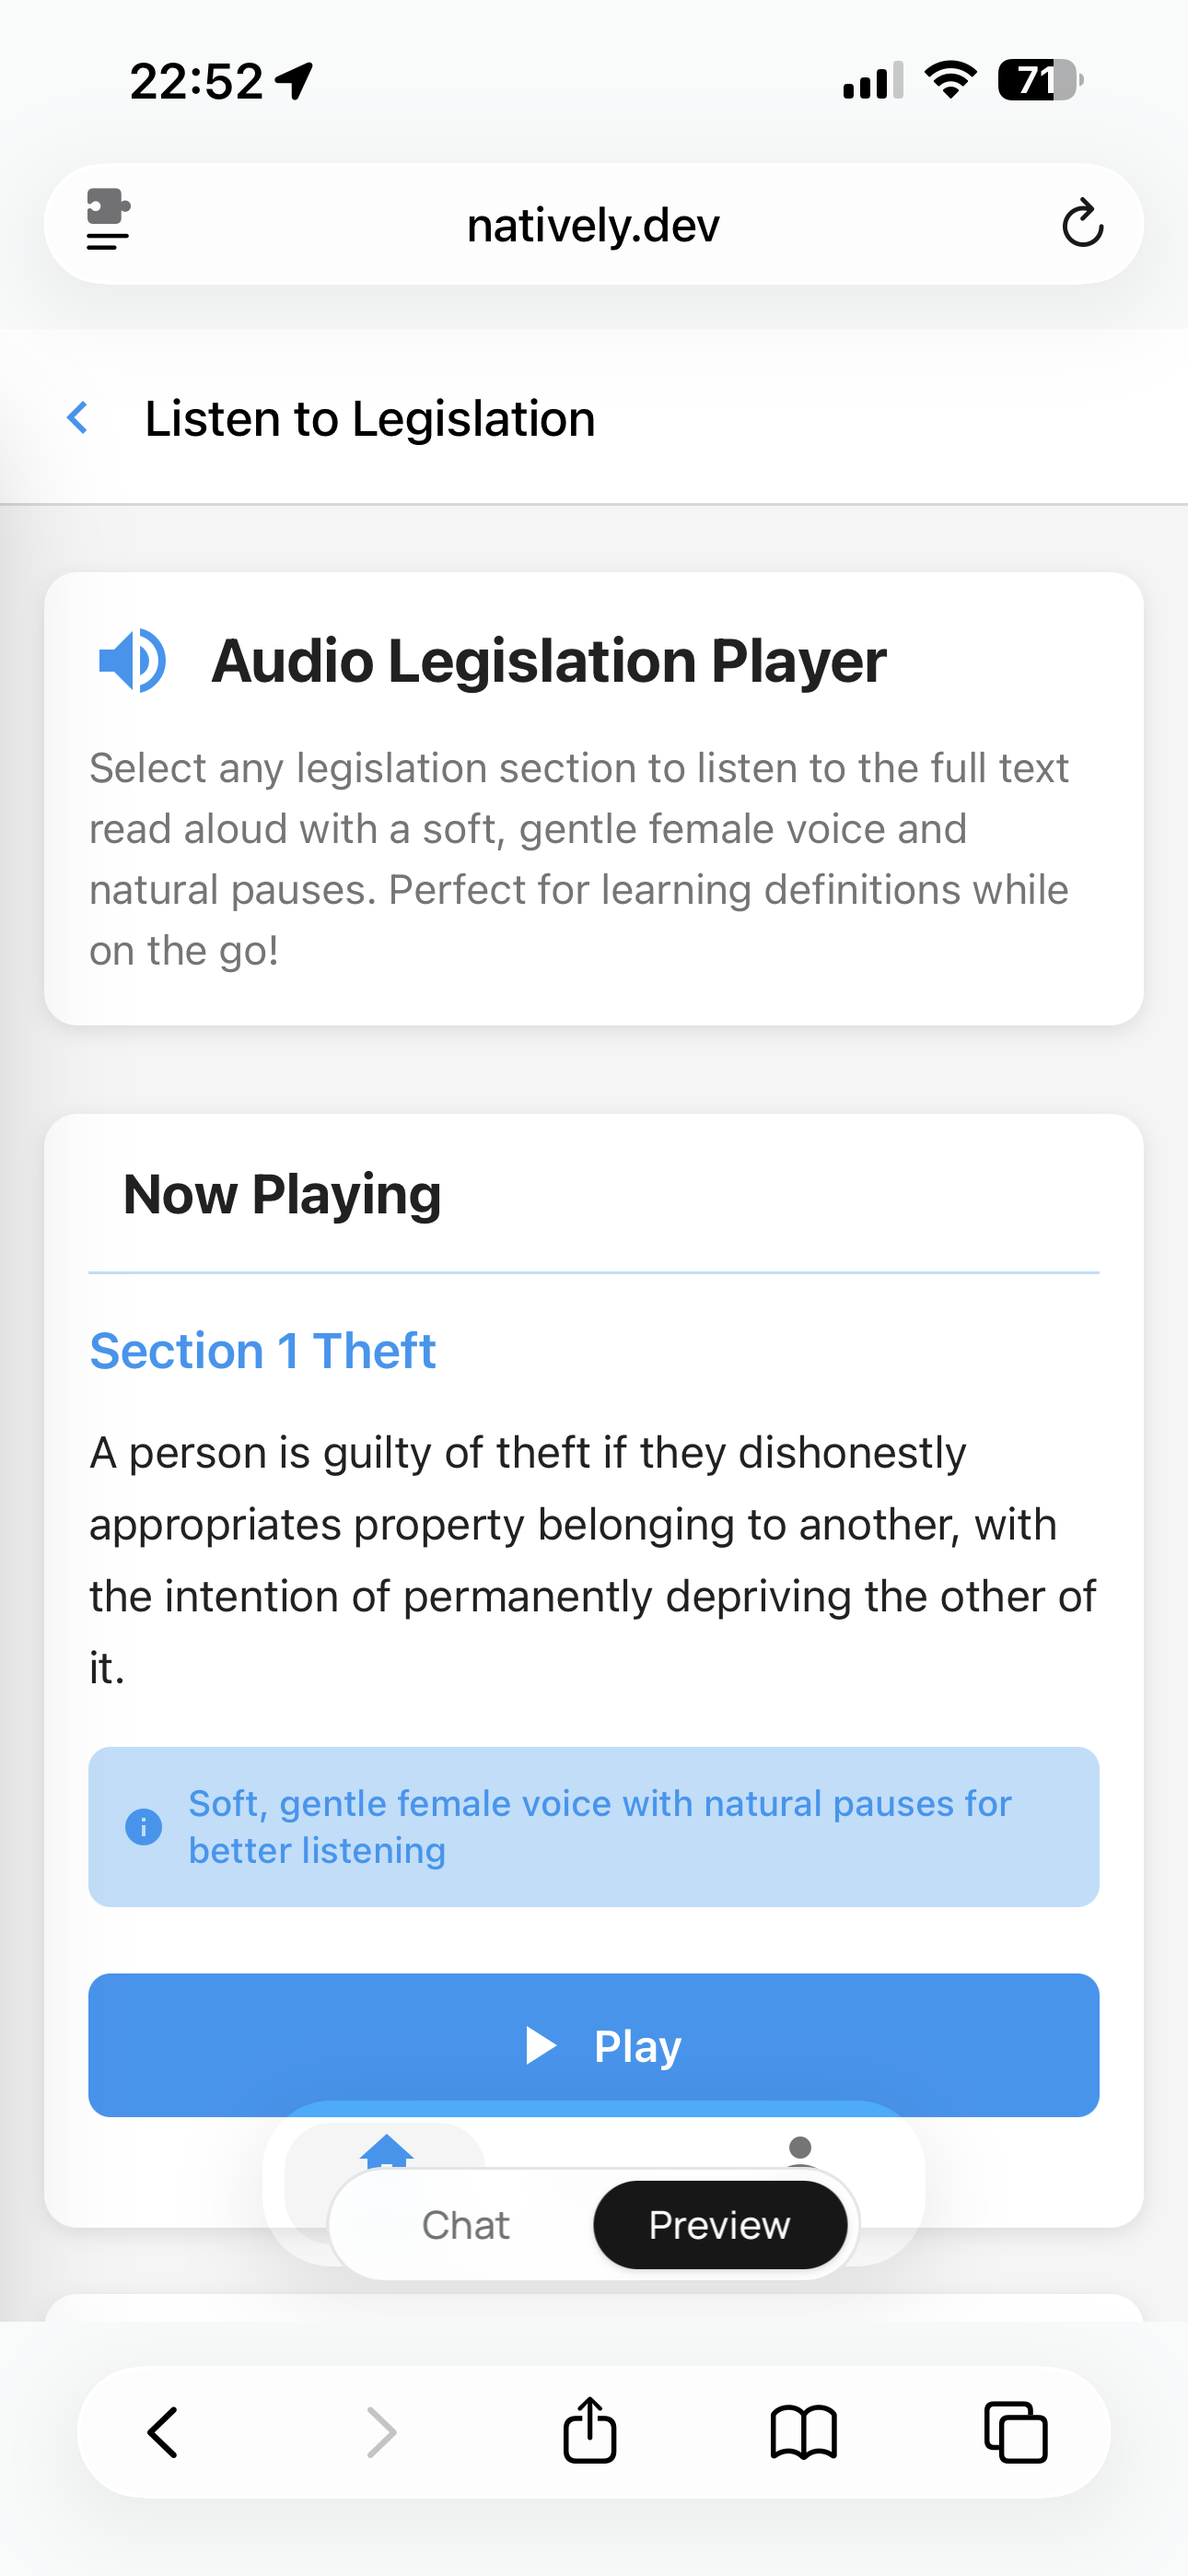 22:52
71
natively.dev
Listen to Legislation
Audio Legislation Player
Select any legislation section to listen to the full text
read aloud with a soft, gentle female voice and
natural pauses. Perfect for learning definitions while
on the go!
Now Playing
Section 1 Theft
A person is guilty of theft if they dishonestly
appropriates property belonging to another, with
the intention of permanently depriving the other of
it.
Soft, gentle female voice with natural pauses for
better listening
Play
Chat
Preview